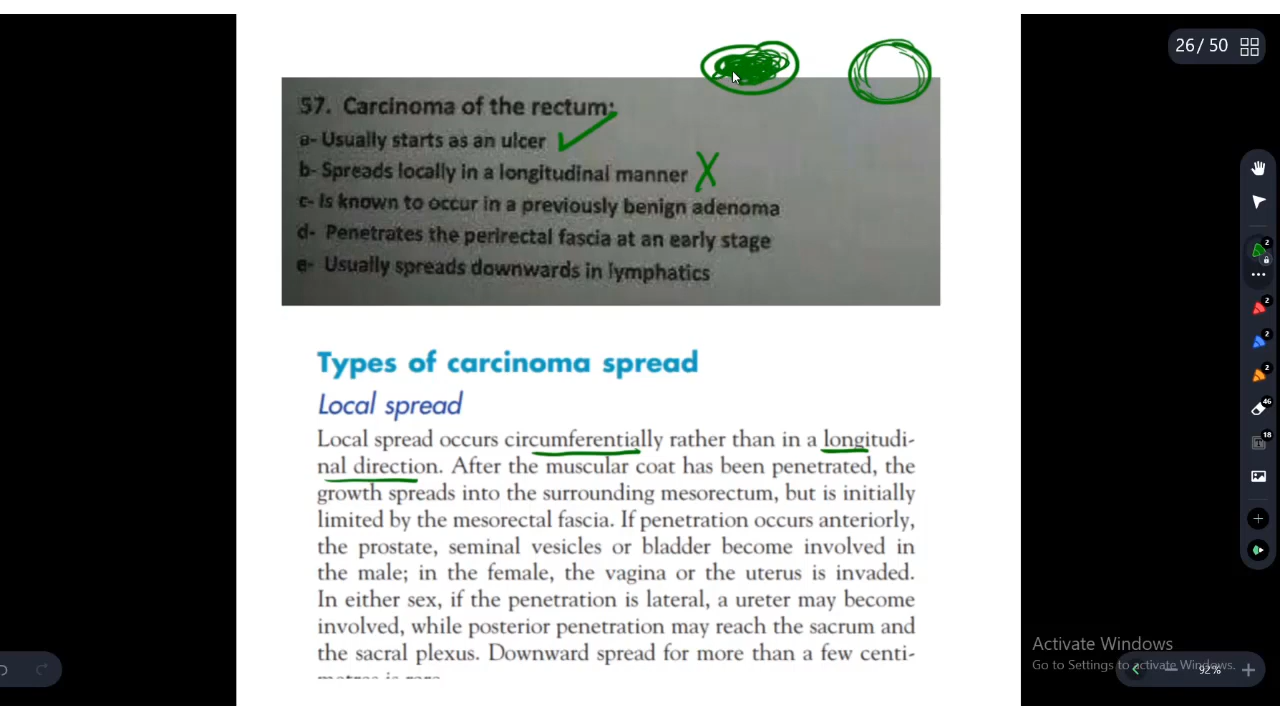 26/ 50
57. Carcinoma of the rectum:
a- Usually starts as an ulcer
b- Spreads locally in a longitudinal manner
c- Is known to occur in a previously benign adenoma
d- Penetrates the perirectal fascia at an early stage
e- Usually spreads downwards in lymphatics
Types of carcinoma spread
Local spread
Local spread occurs circumferentially rather than in a longitudi-
nal direction. After the muscular coat has been penetrated, the
growth spreads into the surrounding mesorectum, but is initially
limited by the mesorectal fascia. If penetration occurs anteriorly,
the prostate, seminal vesicles or bladder become involved in
the male; in the female, the vagina or the uterus is invaded.
In either sex, if the penetration is lateral, a ureter may become
involved, while posterior penetration may reach the sacrum and
the sacral plexus. Downward spread for more than a few centi-
2
2
2
2
46
18
Activate Windows
Go to Settings to activate Windows.
92%